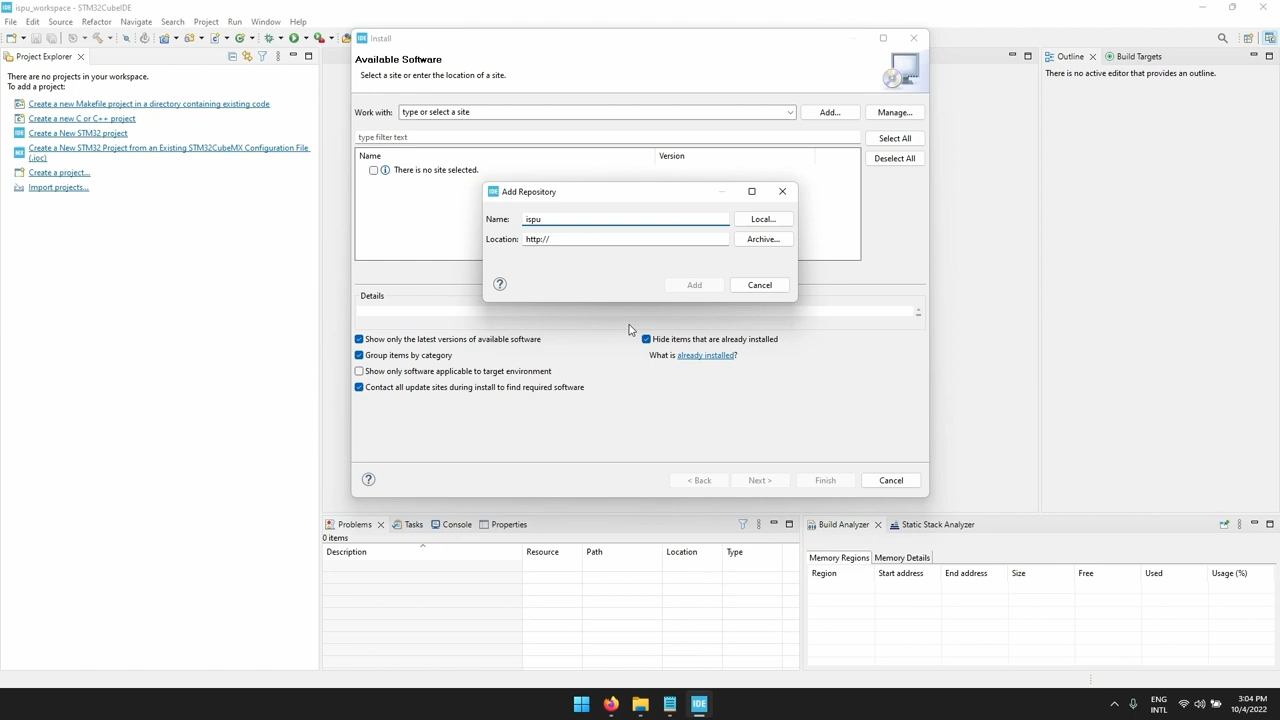 ispu_workspace - STM32CubeIDE
File Edit Source Refactor Navigate Search Project Run Window Help
Project Explorer
There are no projects in your workspace.
To add a project:
Create a new Makefile project in a directory containing existing code
Create a new C or C++ project
Create a New STM32 project
Create a New STM32 Project from an Existing STM32CubeMX Configuration File
(.ioc)
Create a project...
Import projects...
IDE Install
Available Software
Select a site or enter the location of a site.
Work with: type or select a site Add... Manage...
type filter text Select All
Name Version Deselect All
There is no site selected.
IDE Add Repository
Name: ispu Local...
Location: http:// Archive...
Add Cancel
Details
Show only the latest versions of available software Hide items that are already installed
Group items by category What is already installed?
Show only software applicable to target environment
Contact all update sites during install to find required software
< Back Next > Finish Cancel
Outline Build Targets
There is no active editor that provides an outline.
Problems Tasks Console Properties
0 items
Description Resource Path Location Type
Build Analyzer Static Stack Analyzer
Memory Regions Memory Details
Region Start address End address Size Free Used Usage (%)
IDE
ENG
INTL
3:04 PM
10/4/2022